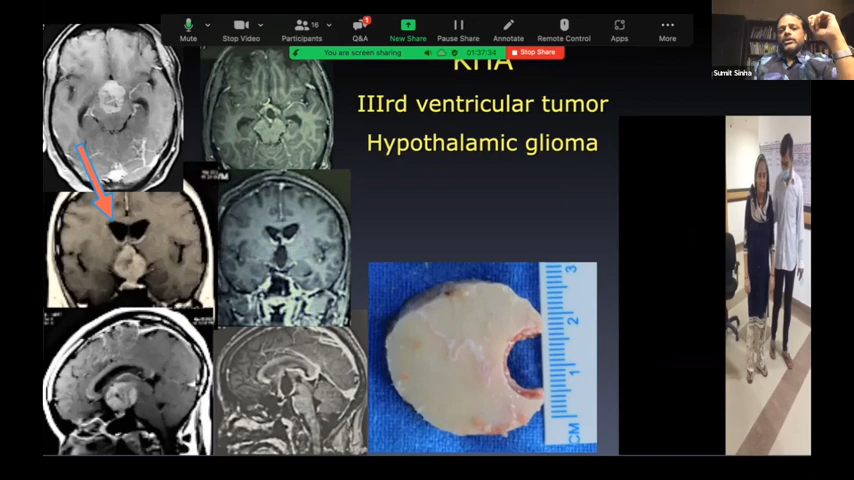 16
1
Mute
Stop Video
Participants
Q&A
New Share
Pause Share
Annotate
Remote Control
Apps
More
You are screen sharing
01:37:34
Stop Share
Sumit Sinha
KHA
IIIrd ventricular tumor
Hypothalamic glioma
3
2
1
CM